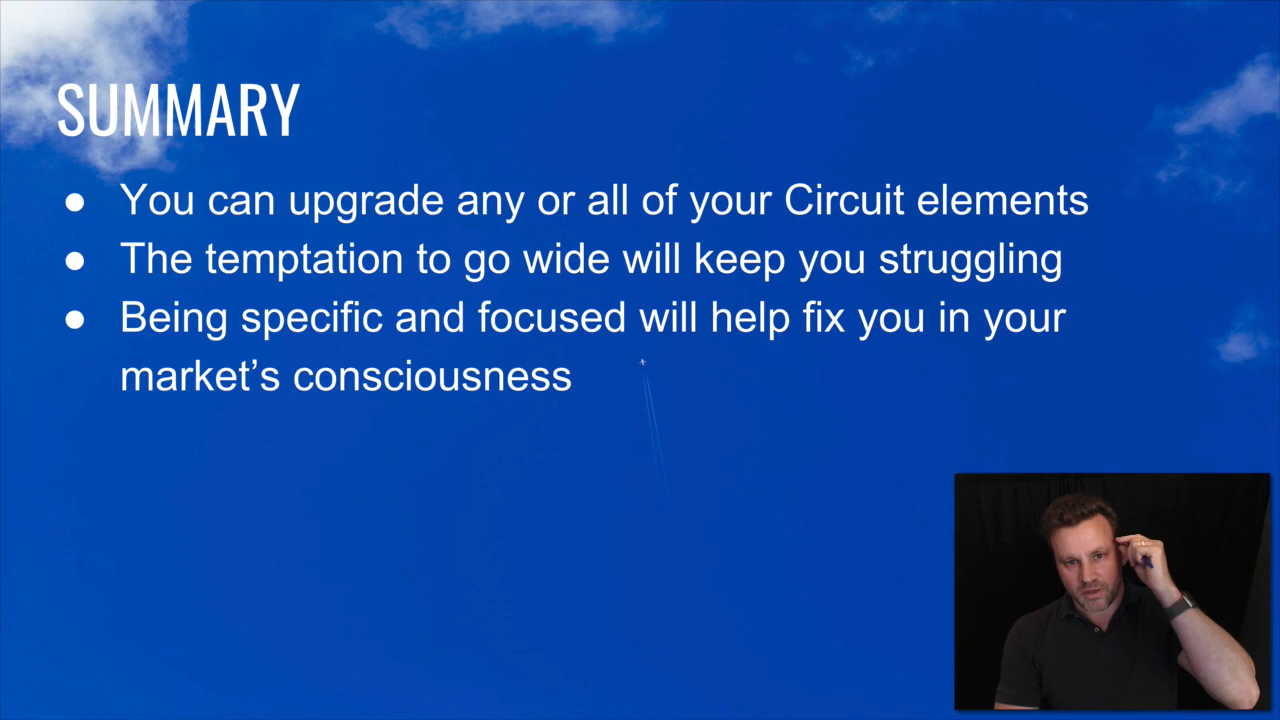 SUMMARY
● You can upgrade any or all of your Circuit elements
● The temptation to go wide will keep you struggling
● Being specific and focused will help fix you in your
market’s consciousness